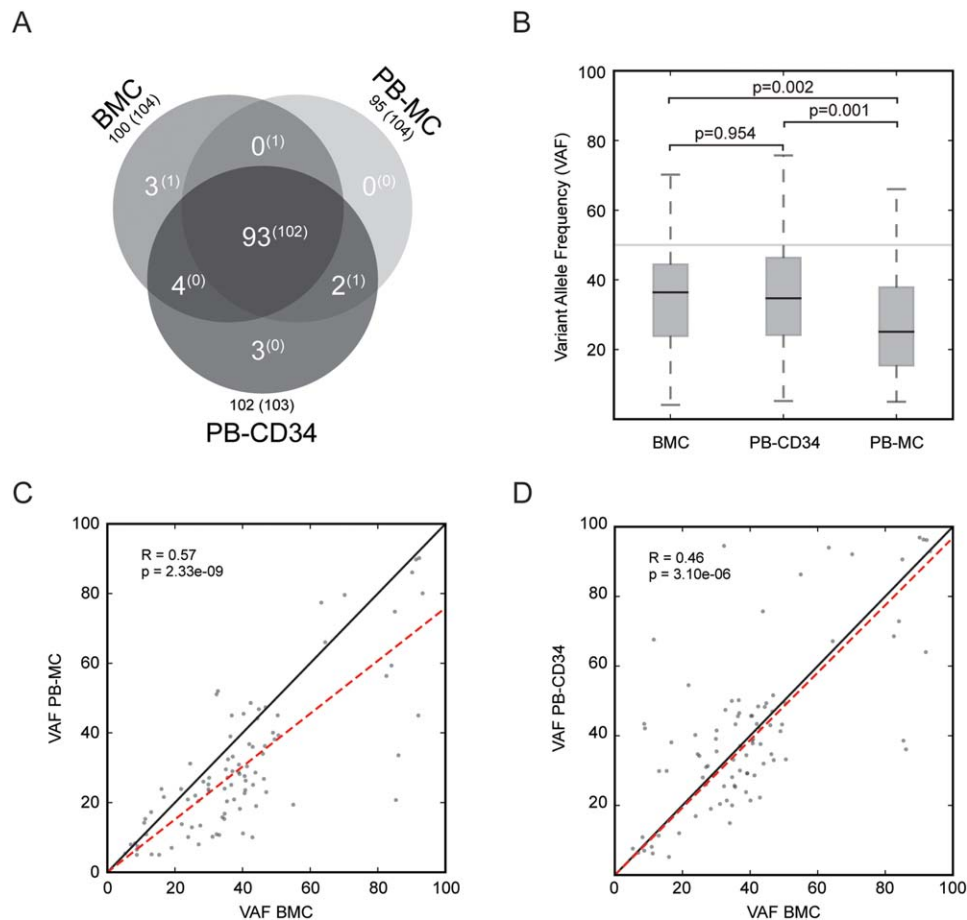 A
BMC
100 (104)
PB-MC
95 (104)
0(1)
3(1)
0(0)
93(102)
4(0)
2(1)
3(0)
102 (103)
PB-CD34
B
Variant Allele Frequency (VAF)
100
80
60
40
20
p=0.002
p=0.954
p=0.001
BMC
PB-CD34
PB-MC
C
VAF PB-MC
100
80
60
40
20
0
R = 0.57
p = 2.33e-09
0 20 40 60 80 100
VAF BMC
D
VAF PB-CD34
100
80
60
40
20
R = 0.46
p = 3.10e-06
0 20 40 60 80 100
VAF BMC